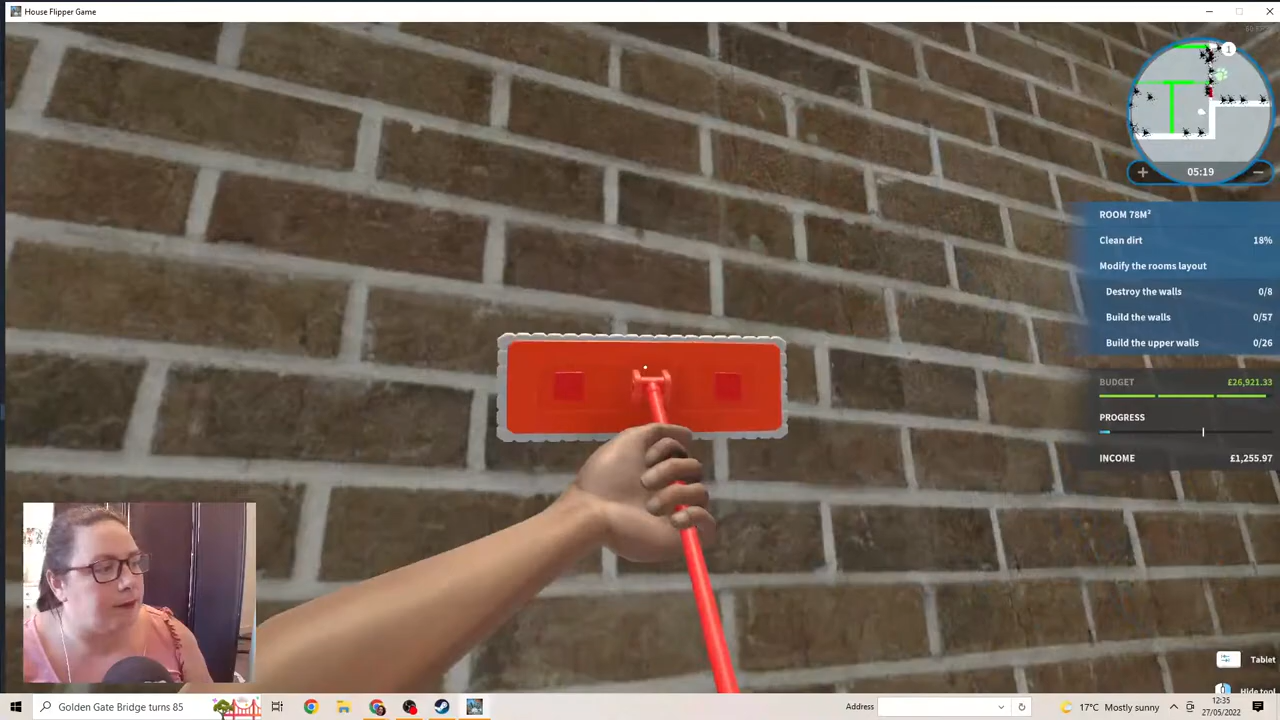 House Flipper Game
1
05:19
ROOM 78M²
Clean dirt 18%
Modify the rooms layout
Destroy the walls 0/8
Build the walls 0/57
Build the upper walls 0/26
BUDGET £26,921.33
PROGRESS
INCOME £1,255.97
Tablet
Hide tool
Golden Gate Bridge turns 85
Address
17°C Mostly sunny
12:35
27/05/2022